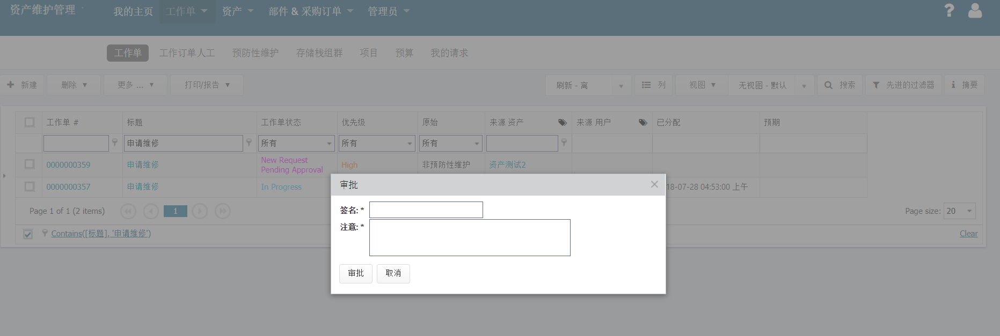 资产维护管理
我的主页 工作单 资产 部件 & 采购订单 管理员 ?
工作单 工作订单人工 预防性维护 存储栈组群 项目 预算 我的请求
新建 删除 更多 ... 打印/报告 刷新 - 离 列 视图 无视图 - 默认 搜索 先进的过滤器 摘要
工作单 # 标题 工作单状态 优先级 原始 来源 资产 来源 用户 已分配 预期
申请维修 所有 所有 所有
0000000359 申请维修 New Request Pending Approval High 非预防性维护 资产测试2
0000000357 申请维修 In Progress 18-07-28 04:53:00 上午
Page 1 of 1 (2 items) 1 Page size: 20
Contains([标题], '申请维修') Clear
审批
签名: *
注意: *
审批 取消